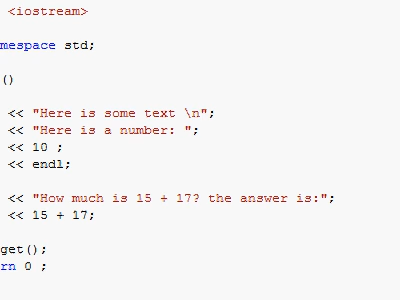 <iostream>
mespace std;
()
<< "Here is some text \n";
<< "Here is a number: ";
<< 10 ;
<< endl;
<< "How much is 15 + 17? the answer is:";
<< 15 + 17;
get();
rn 0 ;